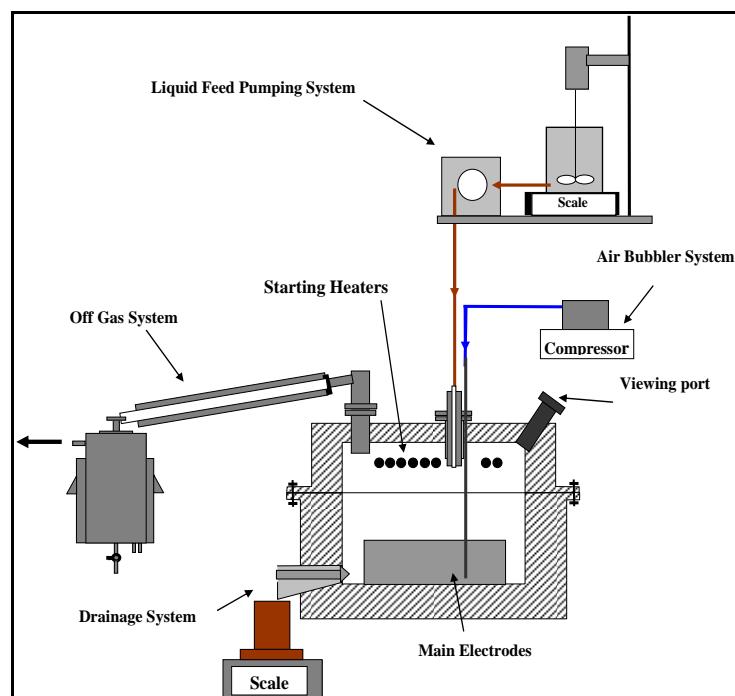 Liquid Feed Pumping System
Scale
Air Bubbler System
Starting Heaters
Off Gas System
Compressor
Viewing port
Drainage System
Main Electrodes
Scale